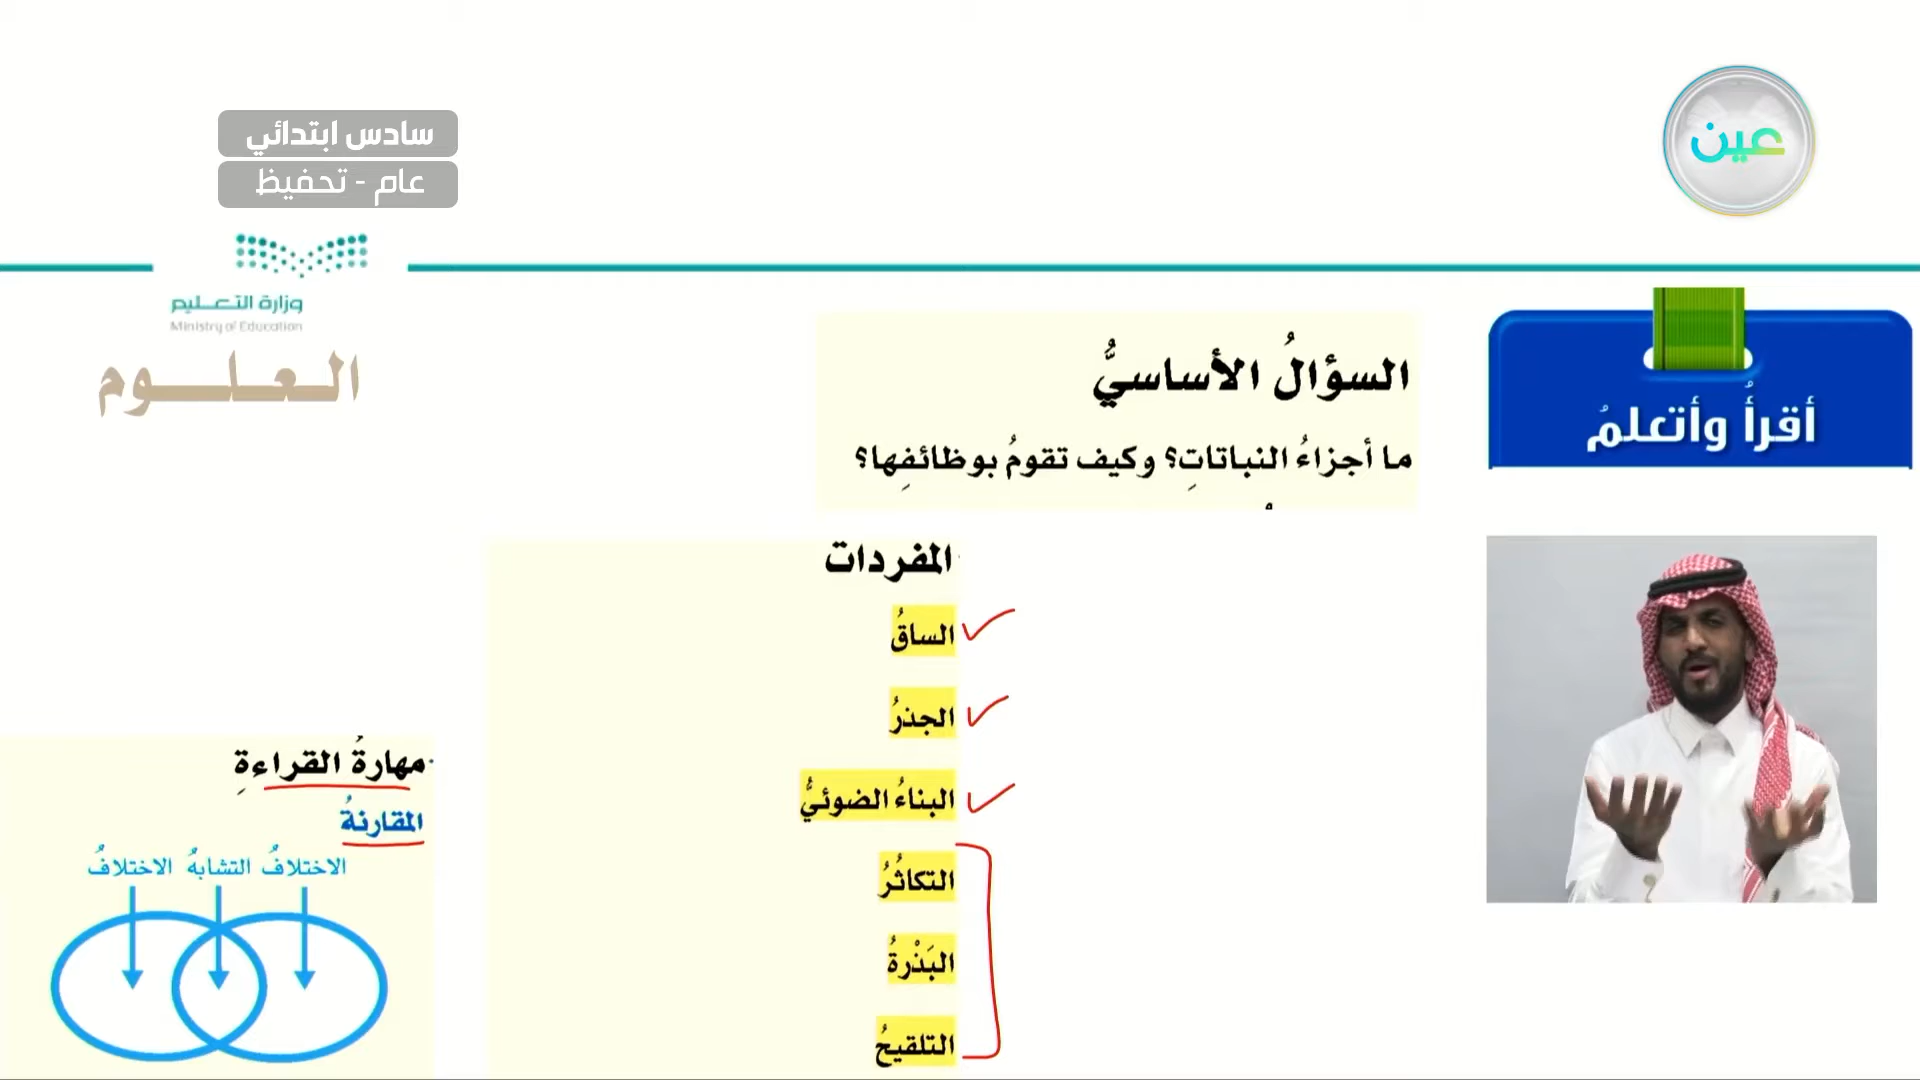 عين
سادس ابتدائي
عام - تحفيظ
وزارة التعليم
Ministry of Education
العلوم
أقرأُ وأتعلمُ
السؤالُ الأساسيُّ
ما أجزاءُ النباتاتِ؟ وكيف تقومُ بوظائفِها؟
المفردات
الساقُ
الجذرُ
البناءُ الضوئيُّ
التكاثُرُ
البَذْرةُ
التلقيحُ
مهارةُ القراءةِ
المقارنةُ
الاختلافُ التشابهُ الاختلافُ